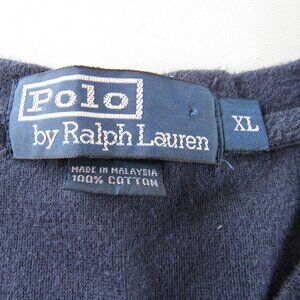 Polo
by Ralph Lauren
XL
MADE IN MALAYSIA
100% COTTON